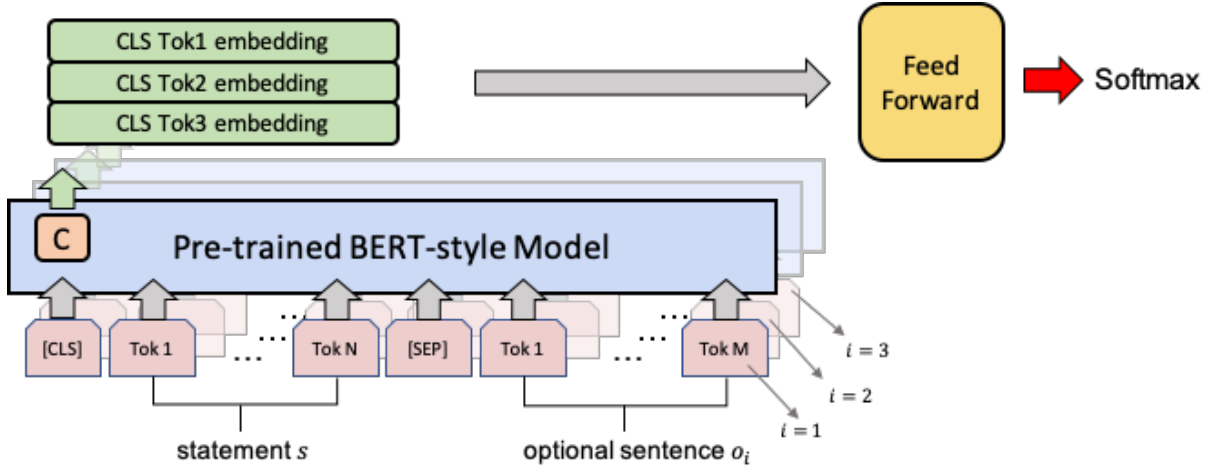 CLS Tok1 embedding
CLS Tok2 embedding
CLS Tok3 embedding
Feed
Forward
Softmax
C
Pre-trained BERT-style Model
[CLS]
Tok 1
...
...
...
Tok N
[SEP]
Tok 1
...
...
...
Tok M
i = 3
i = 2
i = 1
statement s
optional sentence oᵢ